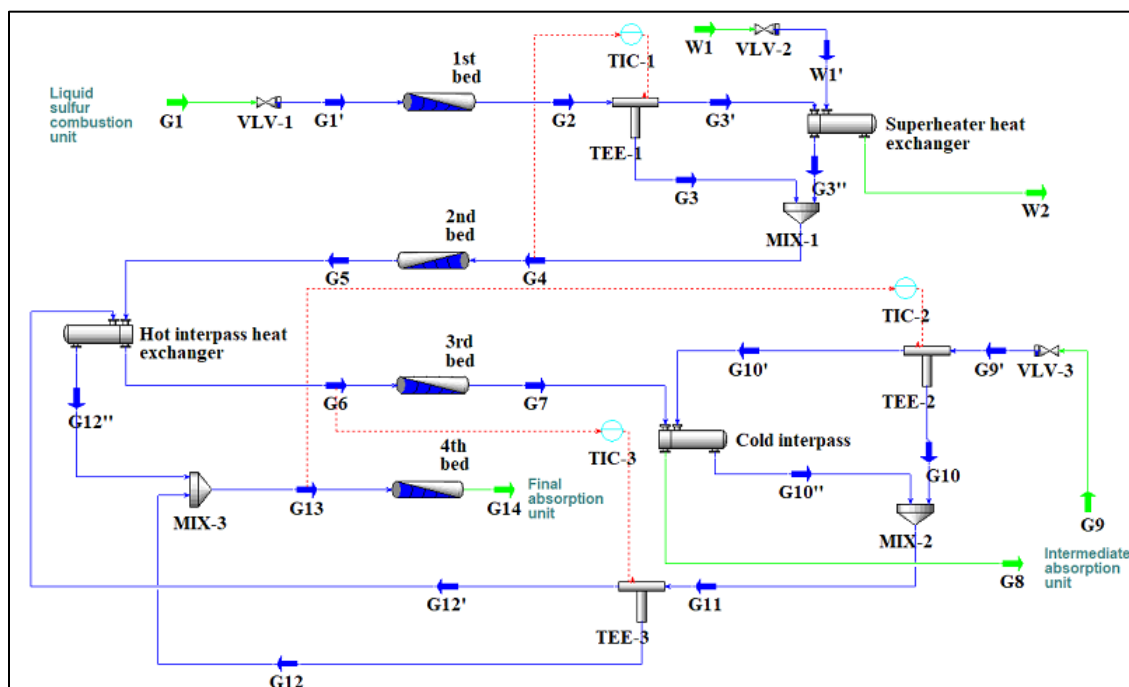 W1
VLV-2
W1'
TIC-1
1st
bed
Liquid
sulfur
combustion
unit
G1
VLV-1
G1'
G2
TEE-1
G3'
Superheater heat
exchanger
G3
G3''
W2
MIX-1
2nd
bed
G5
G4
TIC-2
Hot interpass heat
exchanger
3rd
bed
G10'
G9'
VLV-3
TEE-2
G6
G7
G12''
TIC-3
Cold interpass
4th
bed
G10''
G10
G13
G14
Final
absorption
unit
MIX-3
MIX-2
G9
Intermediate
absorption
unit
G8
G12'
G11
TEE-3
G12